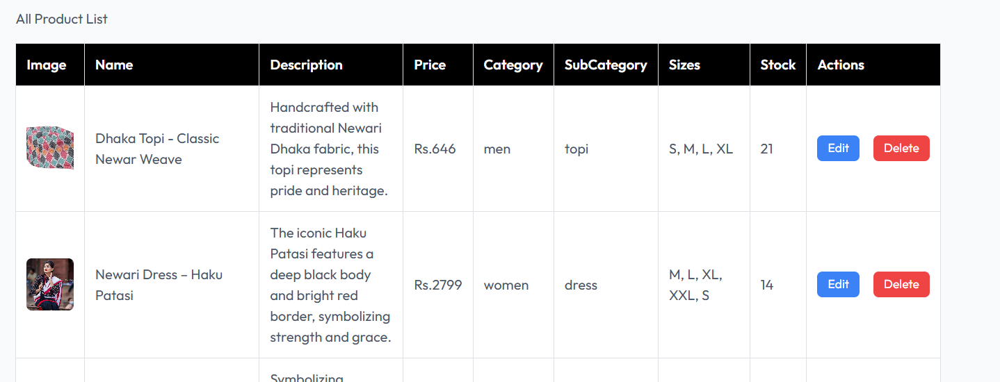 All Product List
Image Name Description Price Category SubCategory Sizes Stock Actions
Handcrafted with
traditional Newari
Dhaka fabric, this
topi represents
pride and heritage.
Dhaka Topi - Classic
Newar Weave
Rs.646 men topi S, M, L, XL 21 Edit Delete
The iconic Haku
Patasi features a
deep black body
and bright red
border, symbolizing
strength and grace.
Newari Dress – Haku
Patasi
Rs.2799 women dress
M, L, XL,
XXL, S
14 Edit Delete
Symbolizing